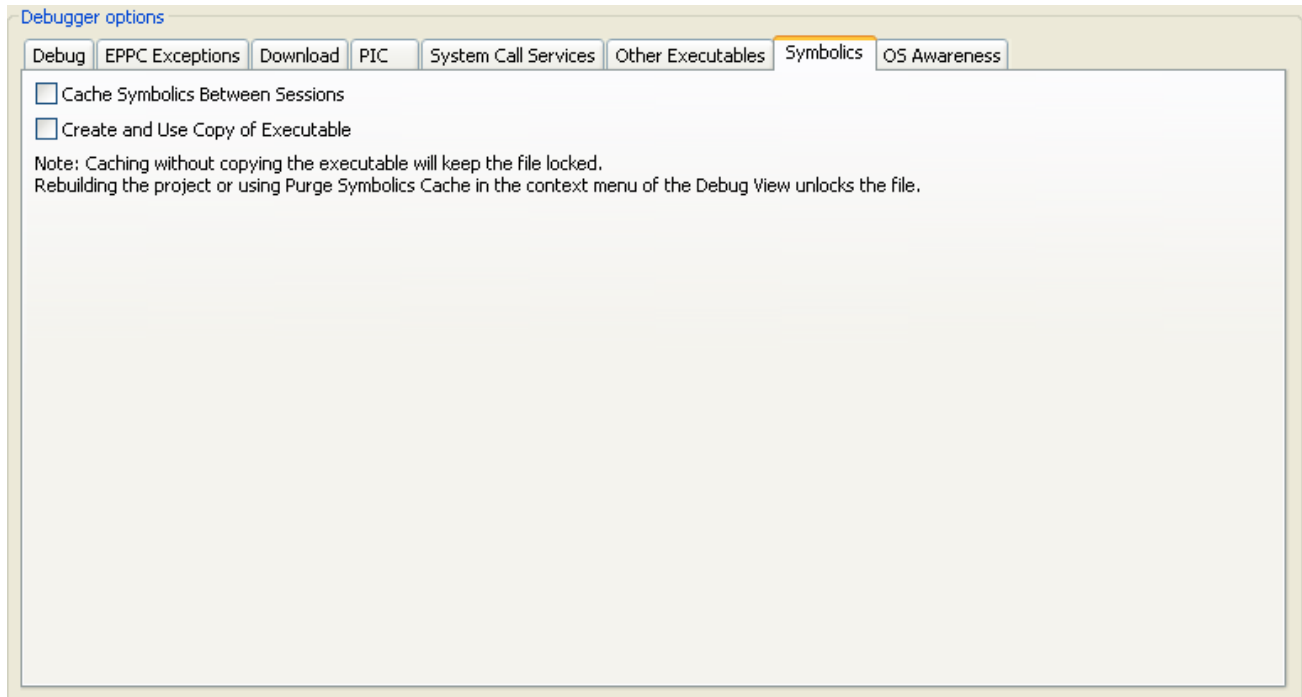 Debugger options
Debug EPPC Exceptions Download PIC System Call Services Other Executables Symbolics OS Awareness
Cache Symbolics Between Sessions
Create and Use Copy of Executable
Note: Caching without copying the executable will keep the file locked.
Rebuilding the project or using Purge Symbolics Cache in the context menu of the Debug View unlocks the file.